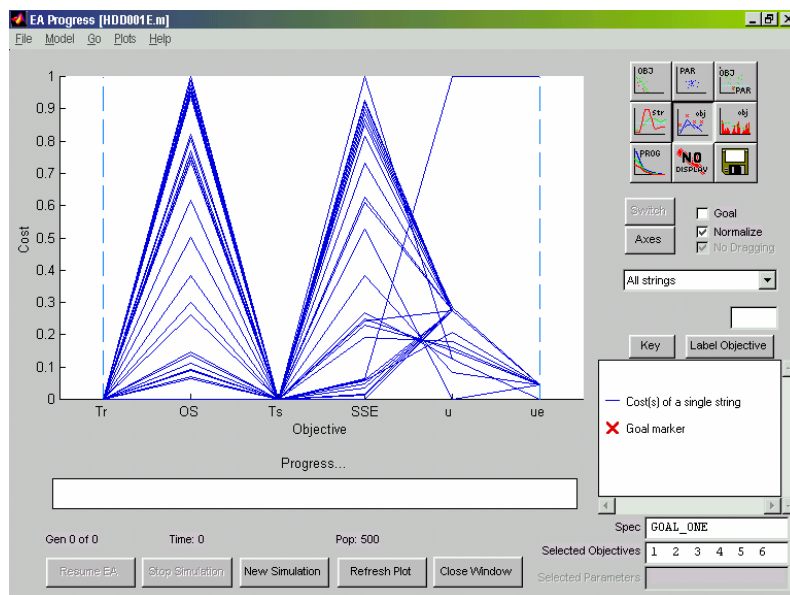 EA Progress [HDD001E.m]
File Model Go Plots Help
1
0.9
0.8
0.7
0.6
0.5
0.4
0.3
0.2
0.1
0
Cost
Tr OS Ts SSE u ue
Objective
OBJ PAR OBJ PAR
str obj obj
PROG NO DISPLAY
Switch Goal
Axes Normalize
No Dragging
All strings
Key Label Objective
Cost(s) of a single string
Goal marker
Progress...
Spec GOAL_ONE
Gen 0 of 0 Time: 0 Pop: 500
Selected Objectives 1 2 3 4 5 6
Resume EA Stop Simulation New Simulation Refresh Plot Close Window
Selected Parameters